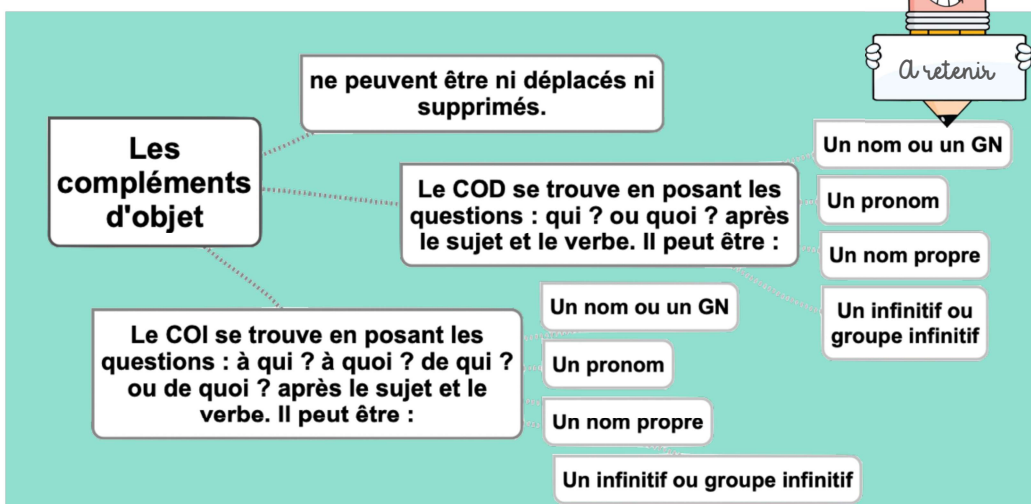 A retenir
ne peuvent être ni déplacés ni
supprimés.
Les
compléments
d'objet
Le COD se trouve en posant les
questions : qui ? ou quoi ? après
le sujet et le verbe. Il peut être :
Un nom ou un GN
Un pronom
Un nom propre
Un infinitif ou
groupe infinitif
Le COI se trouve en posant les
questions : à qui ? à quoi ? de qui ?
ou de quoi ? après le sujet et le
verbe. Il peut être :
Un nom ou un GN
Un pronom
Un nom propre
Un infinitif ou groupe infinitif